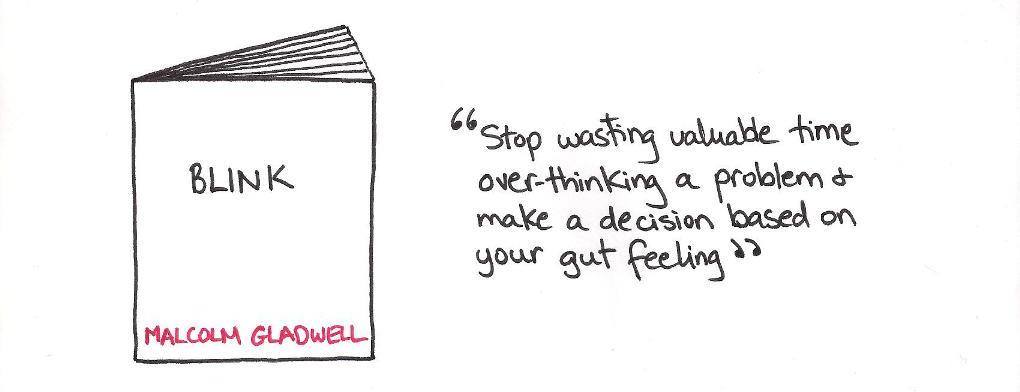 BLINK
MALCOLM GLADWELL
“Stop wasting valuable time
over-thinking a problem &
make a decision based on
your gut feeling”